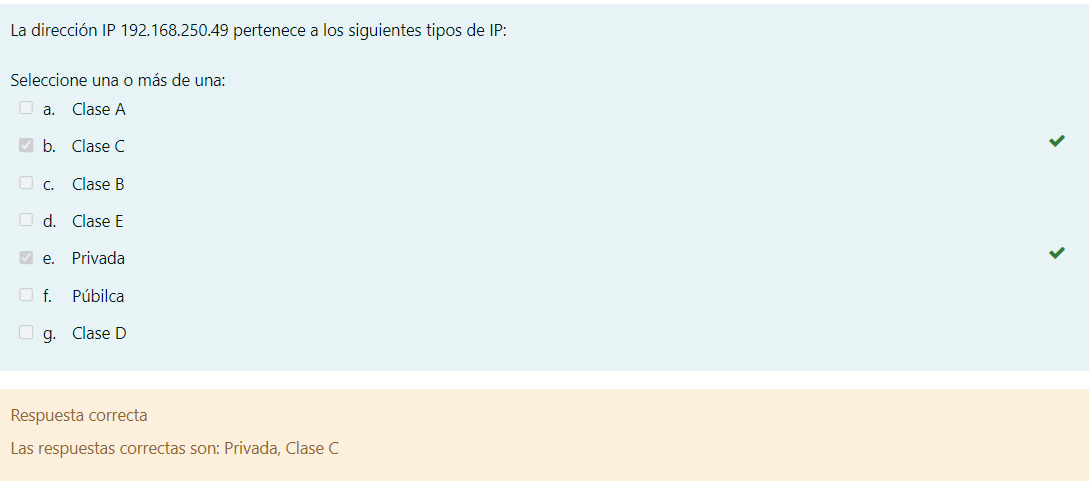 La dirección IP 192.168.250.49 pertenece a los siguientes tipos de IP:
Seleccione una o más de una:
a. Clase A
b. Clase C
c. Clase B
d. Clase E
e. Privada
f. Púbilca
g. Clase D
Respuesta correcta
Las respuestas correctas son: Privada, Clase C